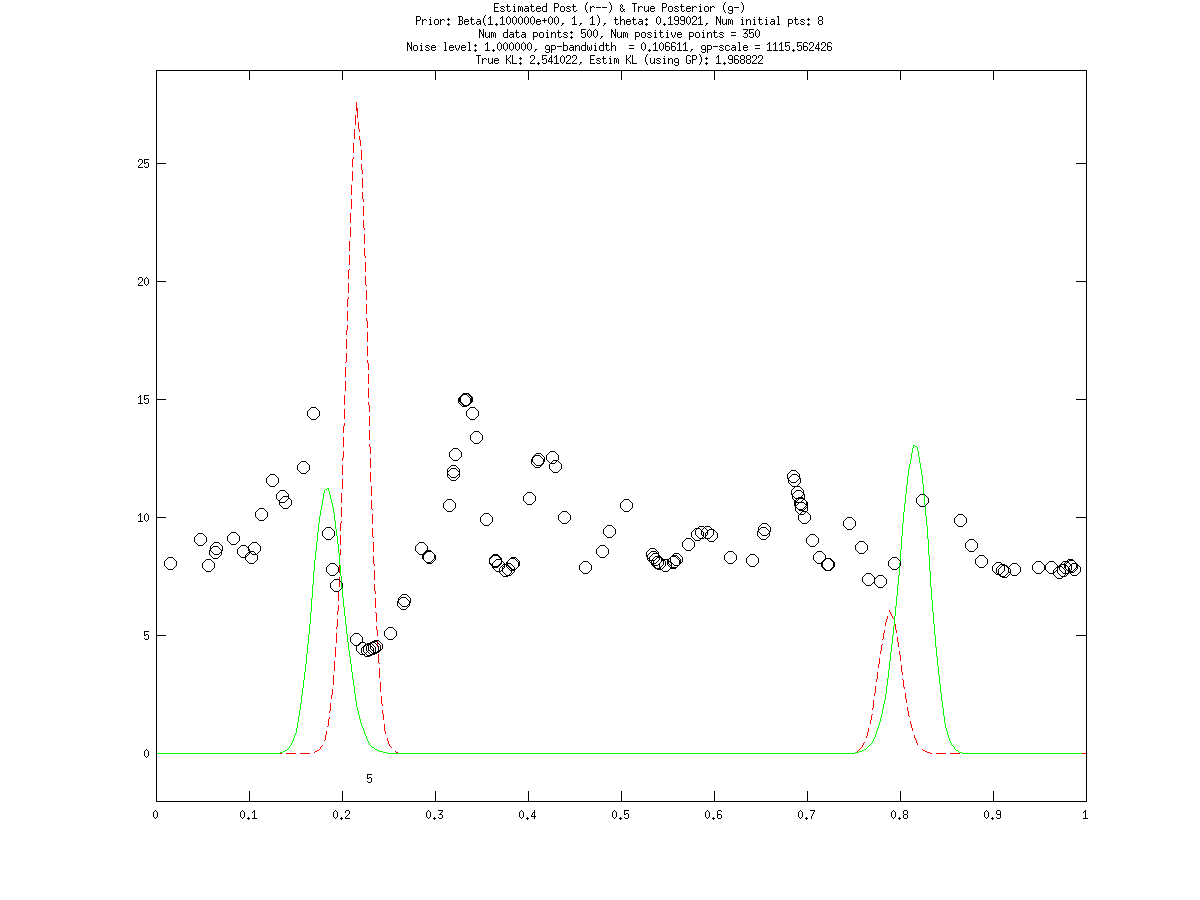 Estimated Post (r--) & True Posterior (g-)
Prior: Beta(1.100000e+00, 1, 1), theta: 0.199021, Num initial pts: 8
Num data points: 500, Num positive points = 350
Noise level: 1.000000, gp-bandwidth  = 0.106611, gp-scale = 1115.562426
True KL: 2.541022, Estim KL (using GP): 1.968822
25
20
15
10
5
0
5
0 0.1 0.2 0.3 0.4 0.5 0.6 0.7 0.8 0.9 1